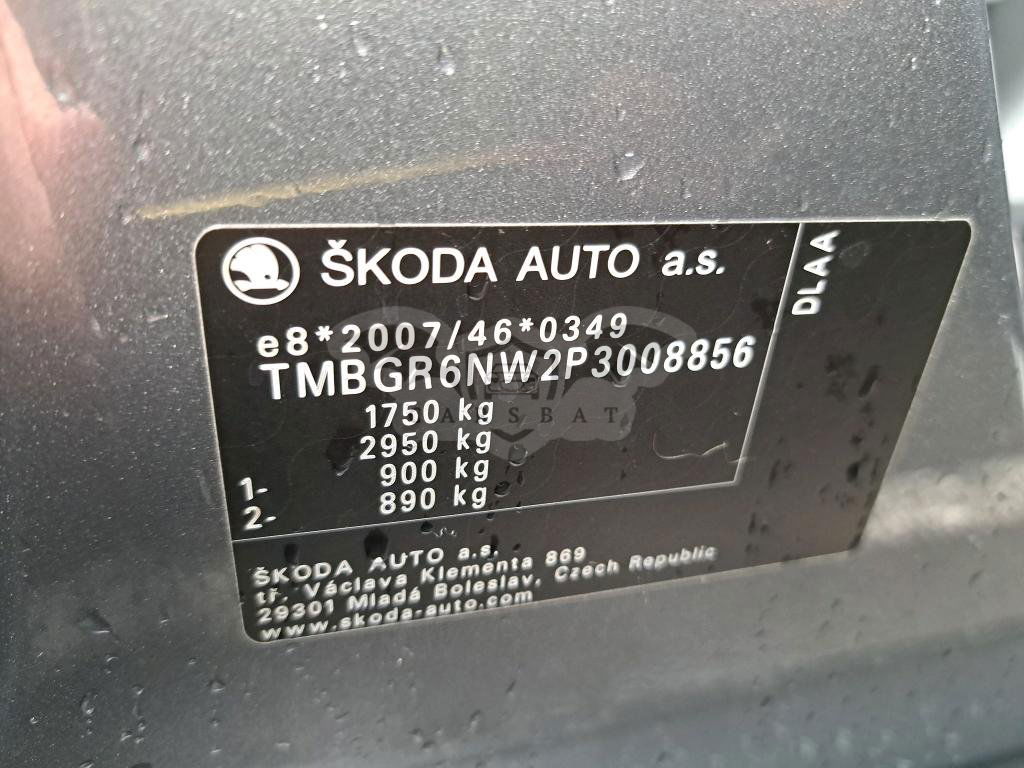 ŠKODA AUTO a.s.
DLAA
e8*2007/46*0349
TMBGR6NW2P3008856
1750 kg
2950 kg
1- 900 kg
2- 890 kg
ŠKODA AUTO a.s.
tř. Václava Klementa 869
29301 Mladá Boleslav, Czech Republic
www.skoda-auto.com